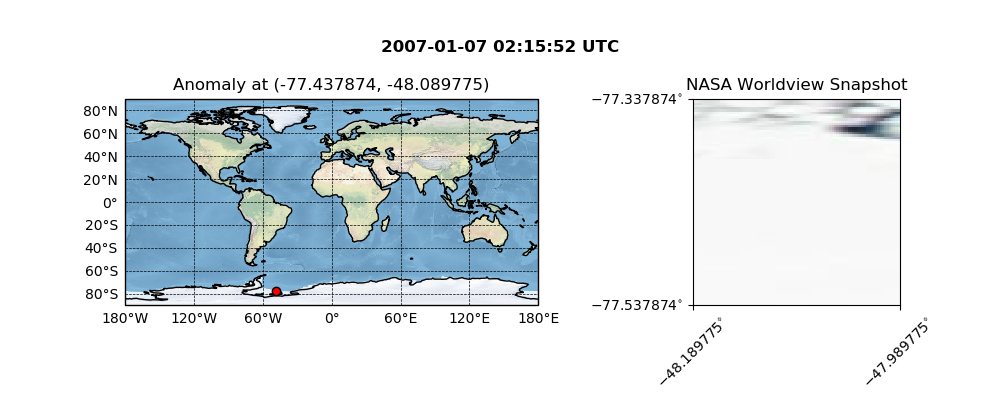 2007-01-07 02:15:52 UTC
Anomaly at (-77.437874, -48.089775)
80°N
60°N
40°N
20°N
0°
20°S
40°S
60°S
80°S
180°W 120°W 60°W 0° 60°E 120°E 180°E
NASA Worldview Snapshot
−77.337874°
−77.537874°
−48.189775°
−47.989775°